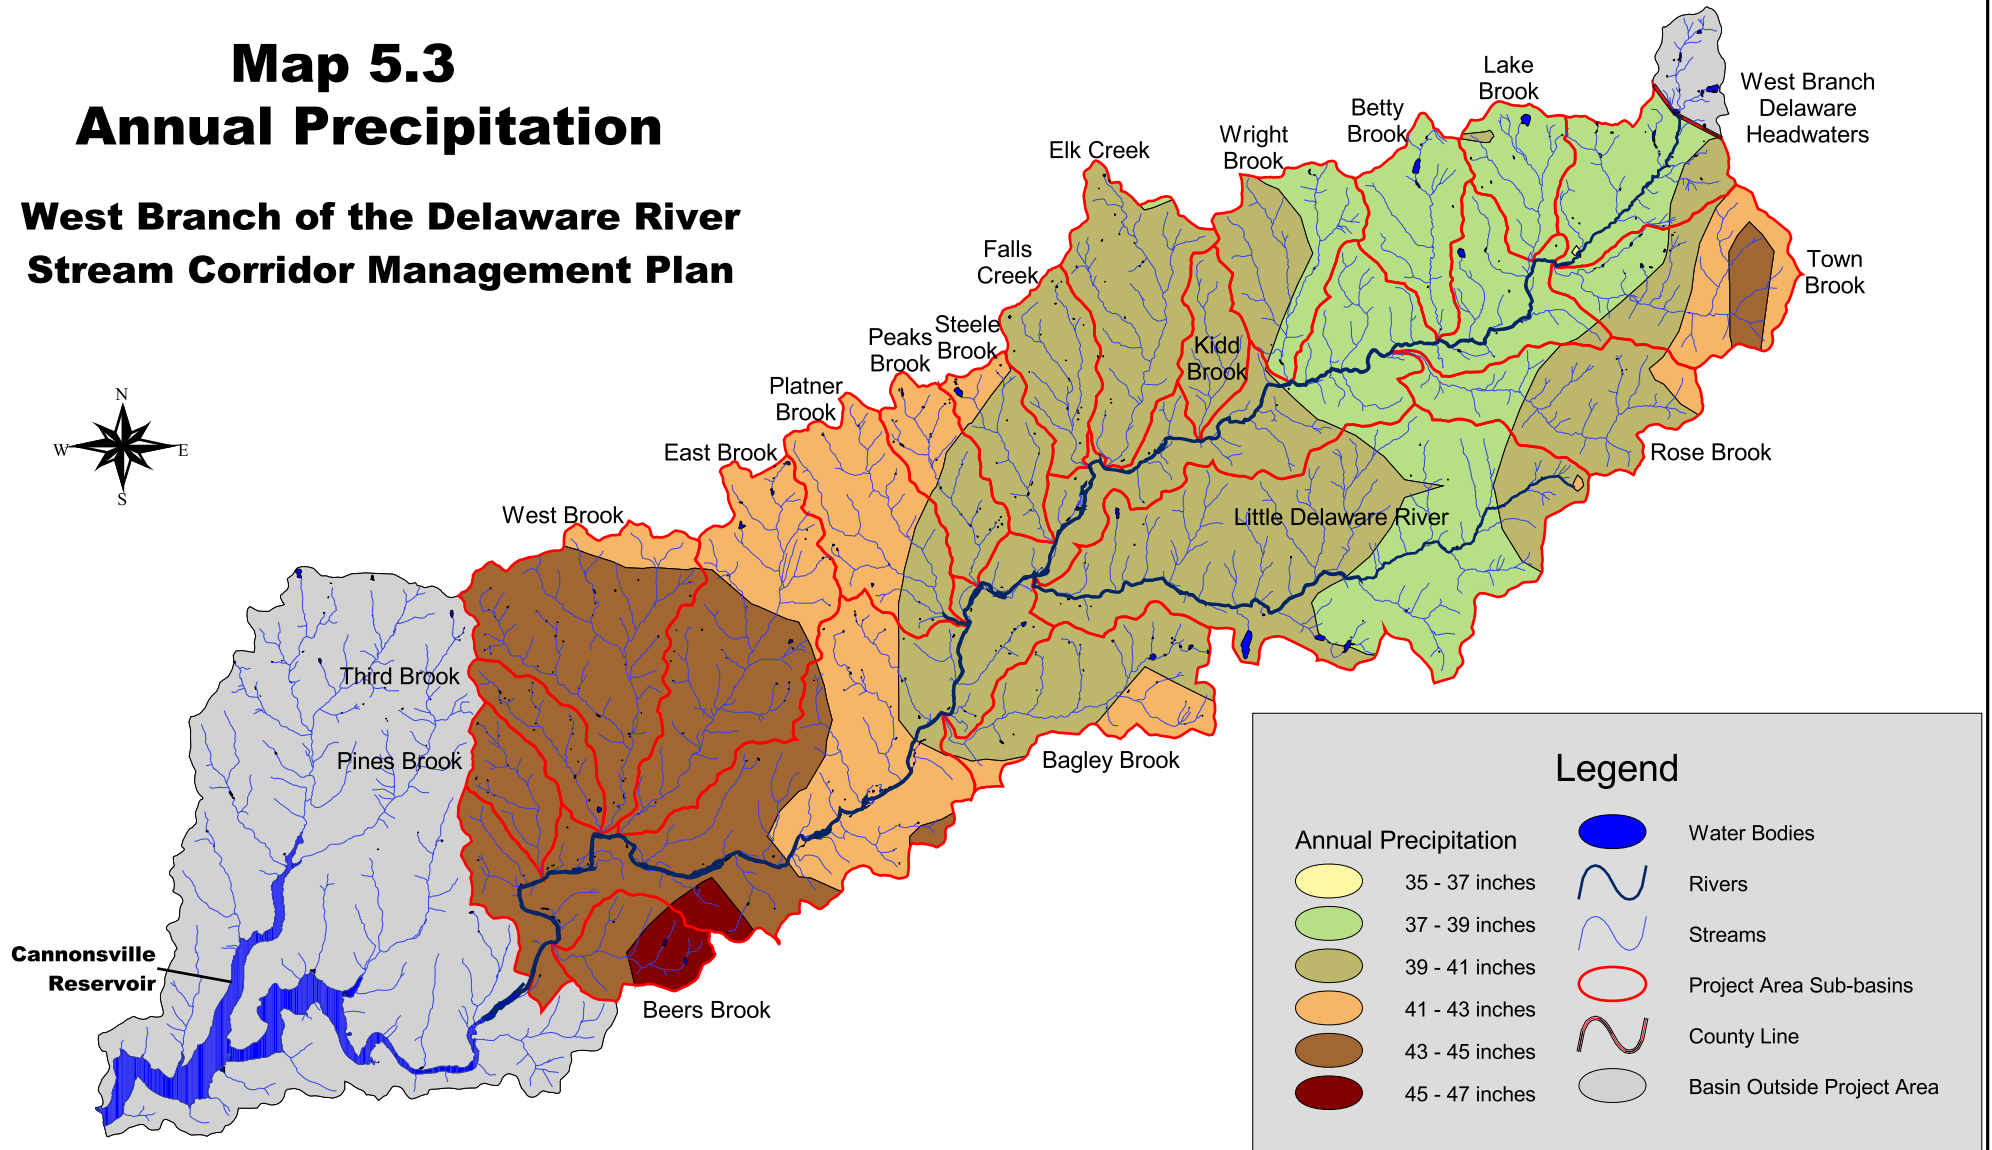 Map 5.3
Annual Precipitation
West Branch of the Delaware River
Stream Corridor Management Plan
N
W
E
S
Lake
Brook
West Branch
Delaware
Headwaters
Betty
Brook
Wright
Brook
Elk Creek
Town
Brook
Falls
Creek
Steele
Brook
Peaks
Brook
Kidd
Brook
Platner
Brook
East Brook
Rose Brook
West Brook
Little Delaware River
Third Brook
Pines Brook
Bagley Brook
Cannonsville
Reservoir
Beers Brook
Legend
Annual Precipitation
35 - 37 inches
37 - 39 inches
39 - 41 inches
41 - 43 inches
43 - 45 inches
45 - 47 inches
Water Bodies
Rivers
Streams
Project Area Sub-basins
County Line
Basin Outside Project Area